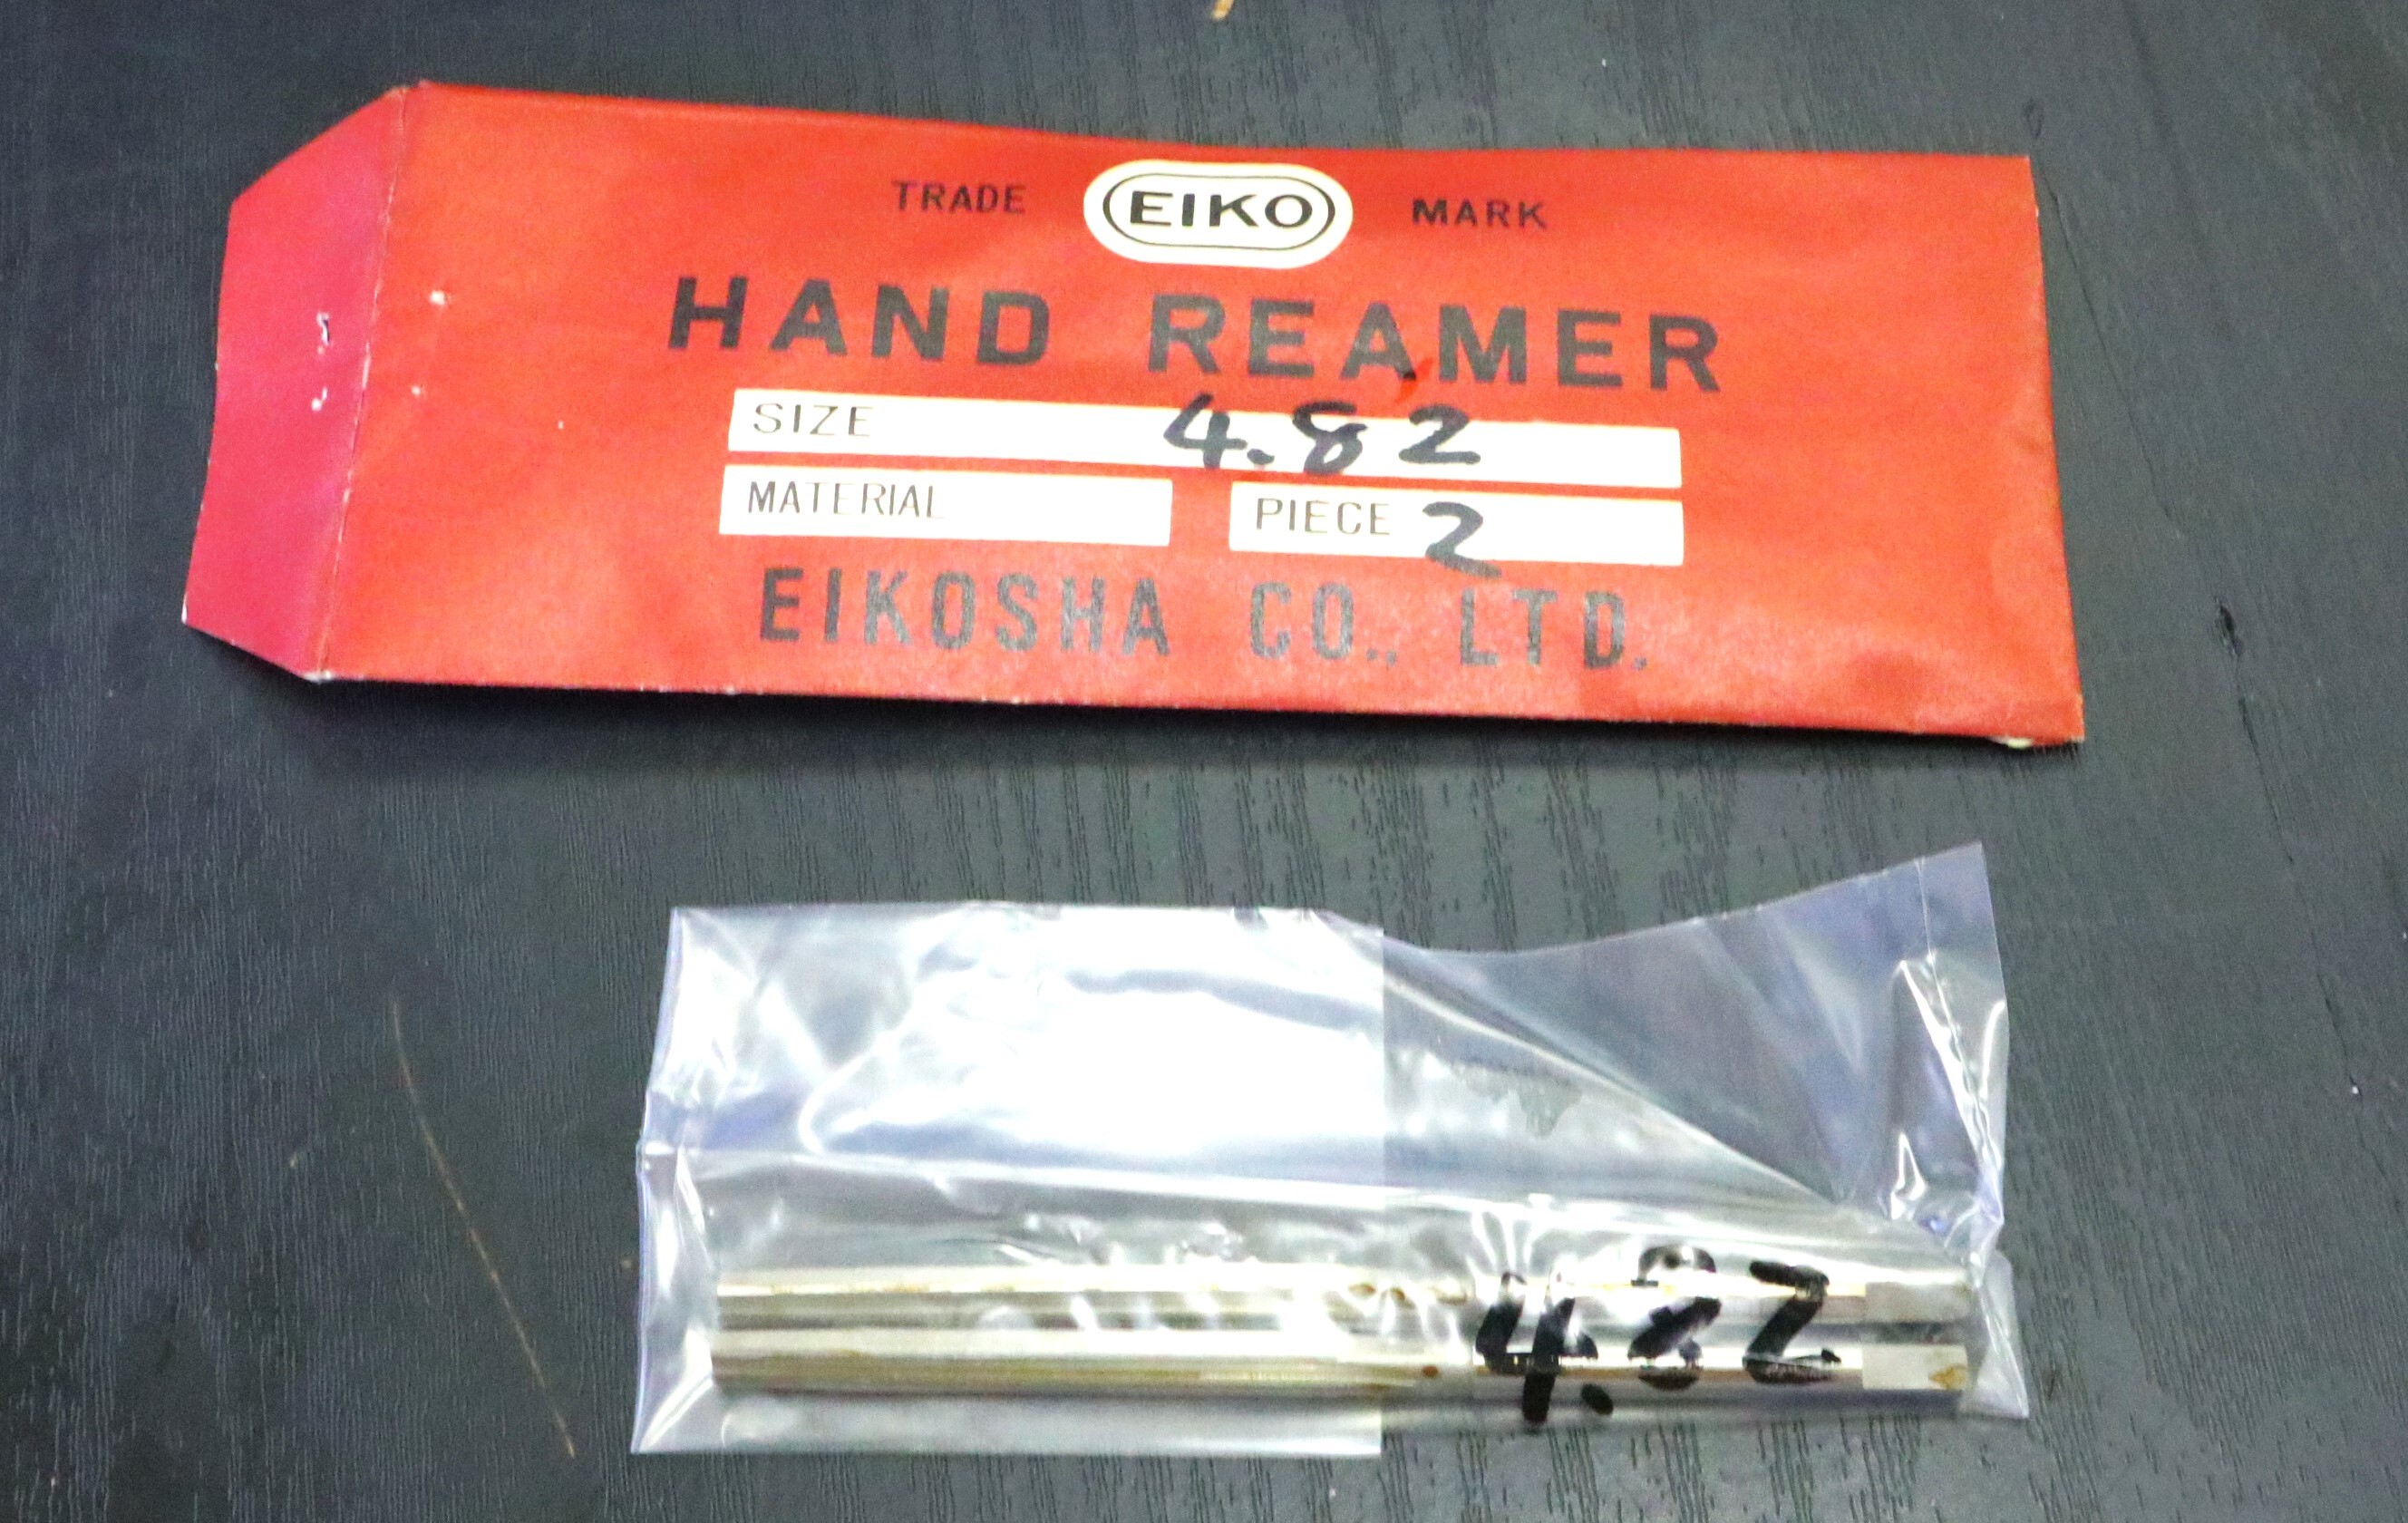 TRADE EIKO MARK
HAND REAMER
SIZE 4.82
MATERIAL PIECE 2
EIKOSHA CO., LTD.
4.82